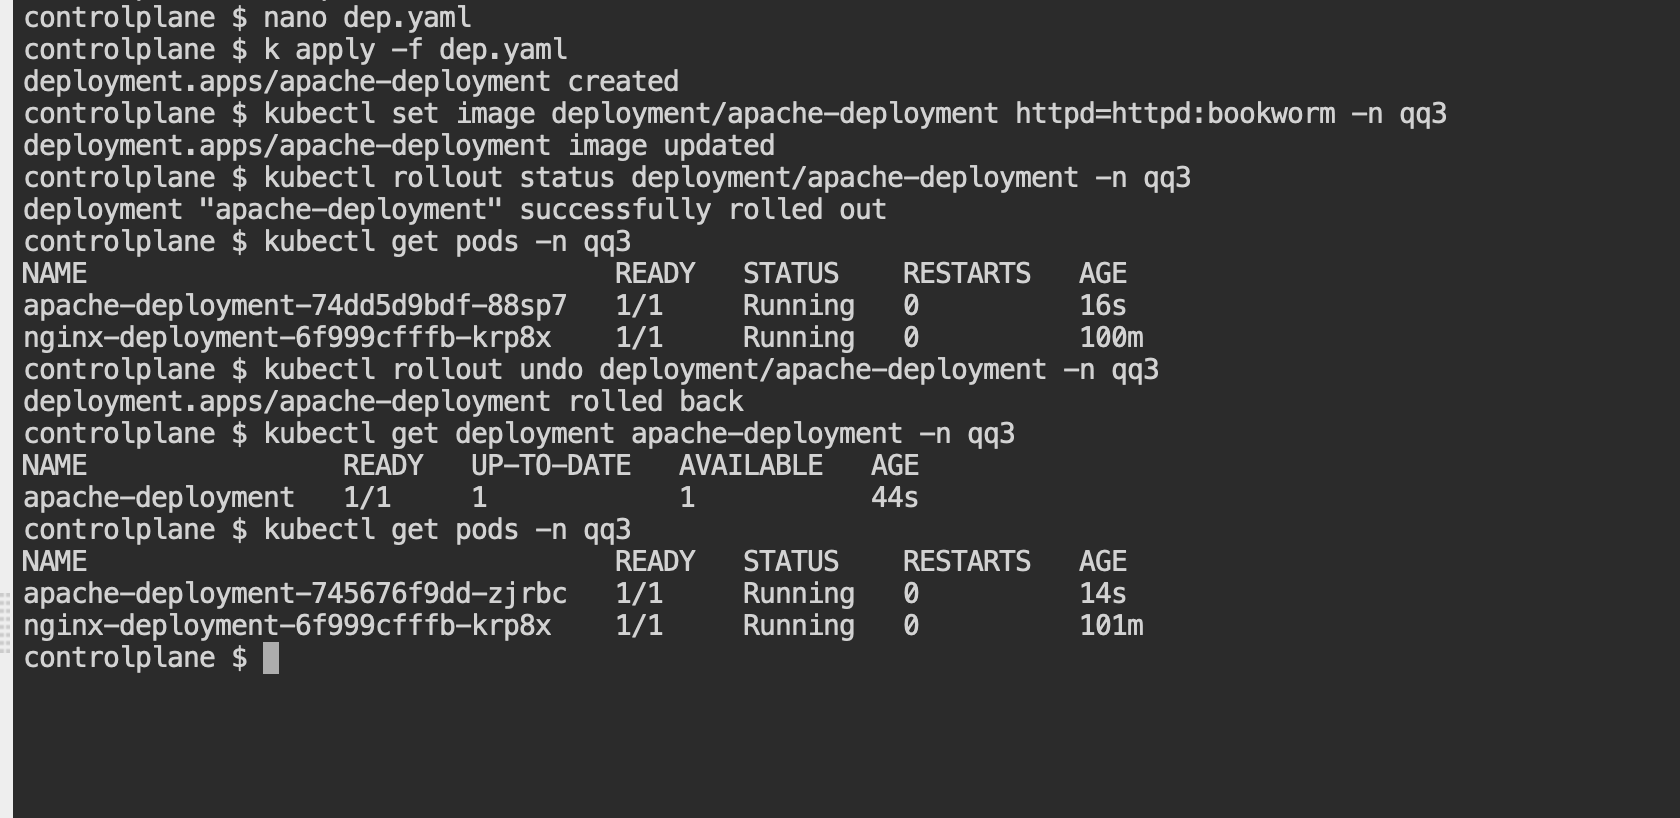 controlplane $ nano dep.yaml
controlplane $ k apply -f dep.yaml
deployment.apps/apache-deployment created
controlplane $ kubectl set image deployment/apache-deployment httpd=httpd:bookworm -n qq3
deployment.apps/apache-deployment image updated
controlplane $ kubectl rollout status deployment/apache-deployment -n qq3
deployment "apache-deployment" successfully rolled out
controlplane $ kubectl get pods -n qq3
NAME                                 READY   STATUS    RESTARTS   AGE
apache-deployment-74dd5d9bdf-88sp7   1/1     Running   0          16s
nginx-deployment-6f999cfffb-krp8x    1/1     Running   0          100m
controlplane $ kubectl rollout undo deployment/apache-deployment -n qq3
deployment.apps/apache-deployment rolled back
controlplane $ kubectl get deployment apache-deployment -n qq3
NAME                READY   UP-TO-DATE   AVAILABLE   AGE
apache-deployment   1/1     1            1           44s
controlplane $ kubectl get pods -n qq3
NAME                                 READY   STATUS    RESTARTS   AGE
apache-deployment-745676f9dd-zjrbc   1/1     Running   0          14s
nginx-deployment-6f999cfffb-krp8x    1/1     Running   0          101m
controlplane $